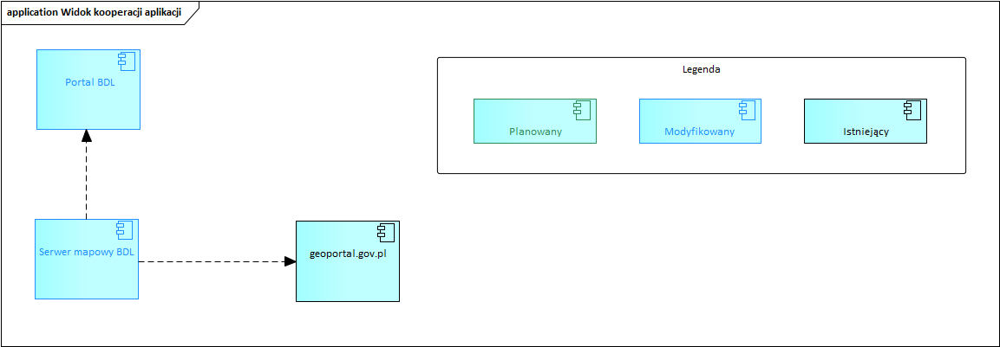 application Widok kooperacji aplikacji
Portal BDL
Legenda
Planowany
Modyfikowany
Istniejący
Serwer mapowy BDL
geoportal.gov.pl